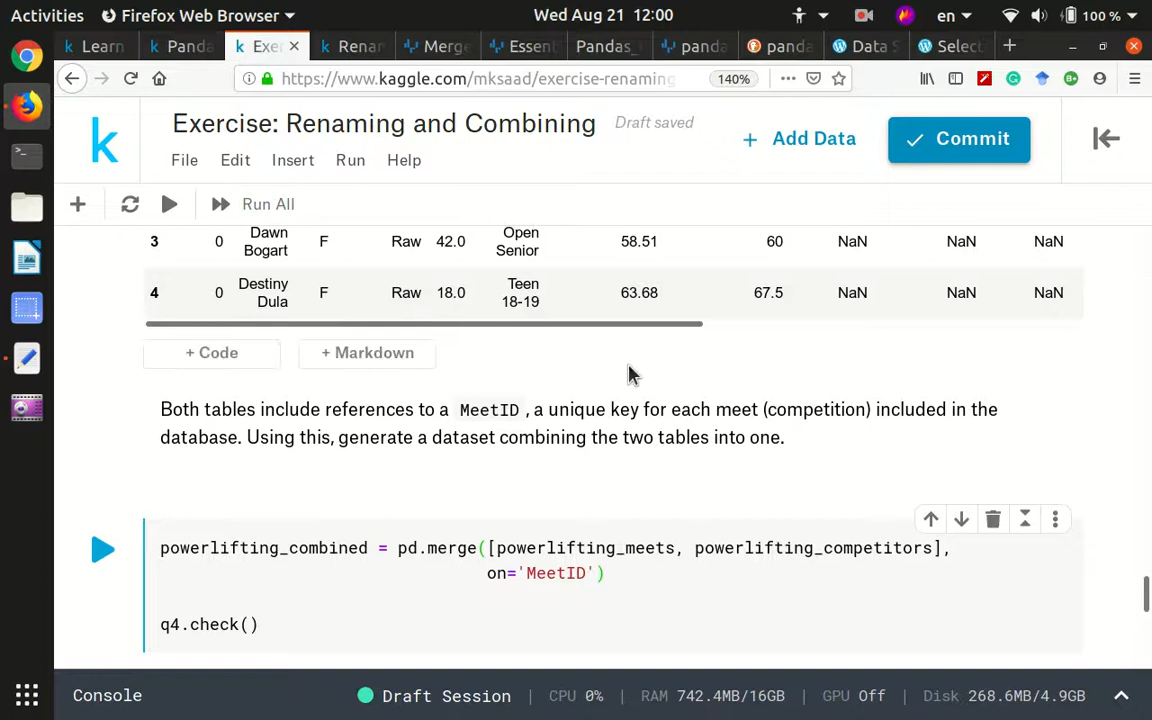 Activities Firefox Web Browser Wed Aug 21 12:00 en 100 %
Learn Panda Exer Rena Merge Essen Pandas_ panda panda Data S Select
https://www.kaggle.com/mksaad/exercise-renaming 140%
k Exercise: Renaming and Combining Draft saved + Add Data Commit
File Edit Insert Run Help
Run All
3 0 Dawn Bogart F Raw 42.0 Open Senior 58.51 60 NaN NaN NaN
4 0 Destiny Dula F Raw 18.0 Teen 18-19 63.68 67.5 NaN NaN NaN
+ Code + Markdown
Both tables include references to a MeetID , a unique key for each meet (competition) included in the
database. Using this, generate a dataset combining the two tables into one.
powerlifting_combined = pd.merge([powerlifting_meets, powerlifting_competitors],
on='MeetID')
q4.check()
Console Draft Session CPU 0% RAM 742.4MB/16GB GPU Off Disk 268.6MB/4.9GB